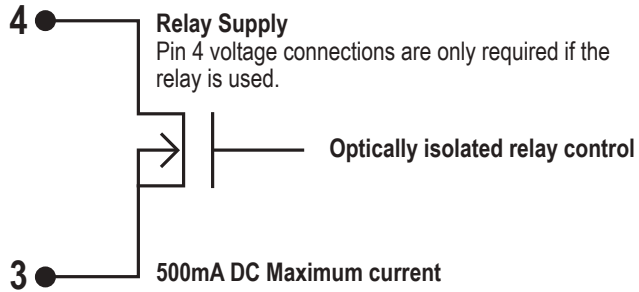 4
Relay Supply
Pin 4 voltage connections are only required if the
relay is used.
Optically isolated relay control
3
500mA DC Maximum current